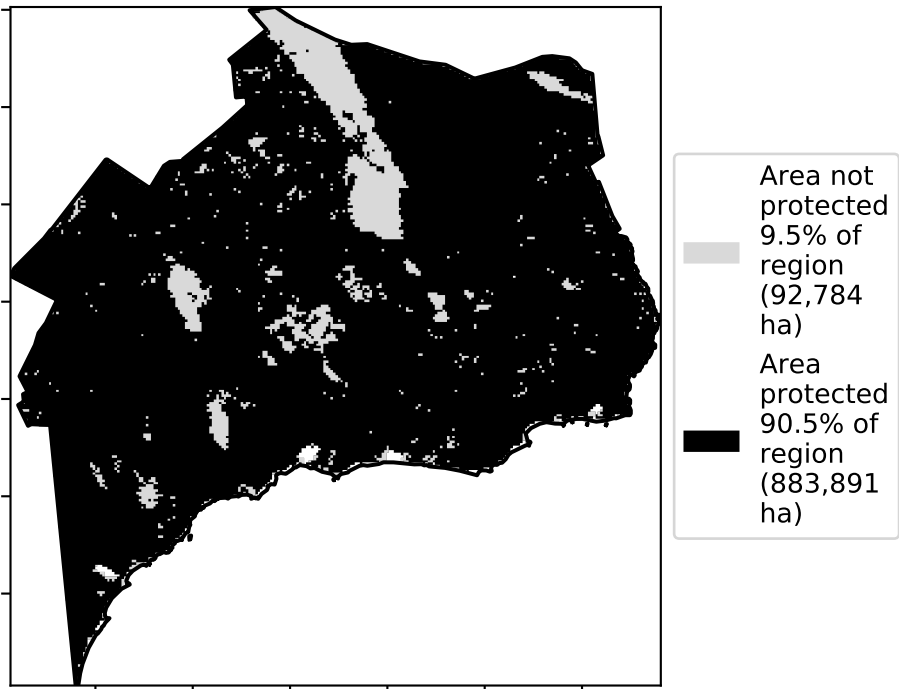 Area not
protected
9.5% of
region
(92,784
ha)
Area
protected
90.5% of
region
(883,891
ha)